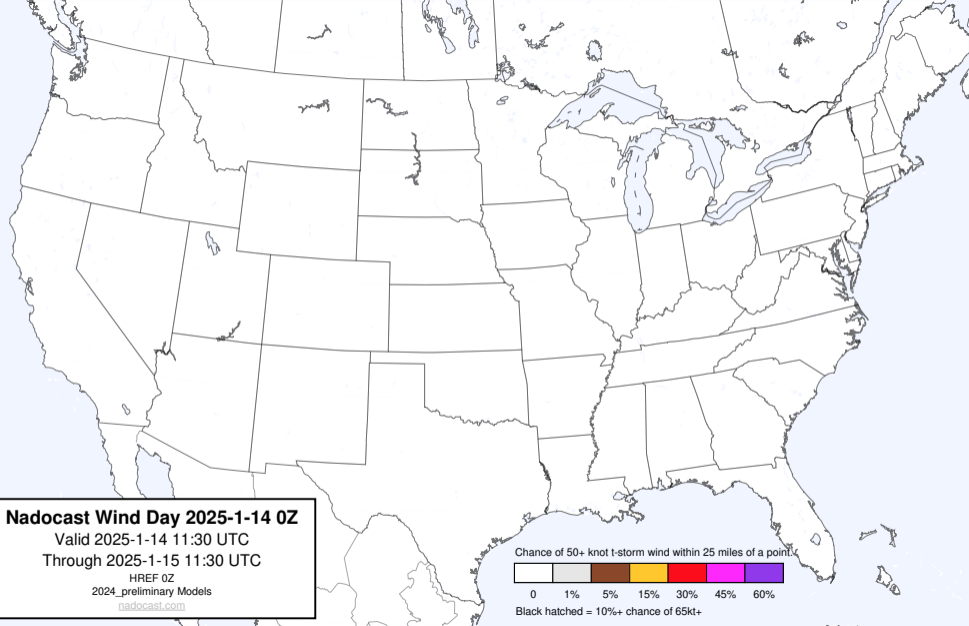 Nadocast Wind Day 2025-1-14 0Z
Valid 2025-1-14 11:30 UTC
Through 2025-1-15 11:30 UTC
HREF 0Z
2024_preliminary Models
nadocast.com
Chance of 50+ knot t-storm wind within 25 miles of a point.
0 1% 5% 15% 30% 45% 60%
Black hatched = 10%+ chance of 65kt+